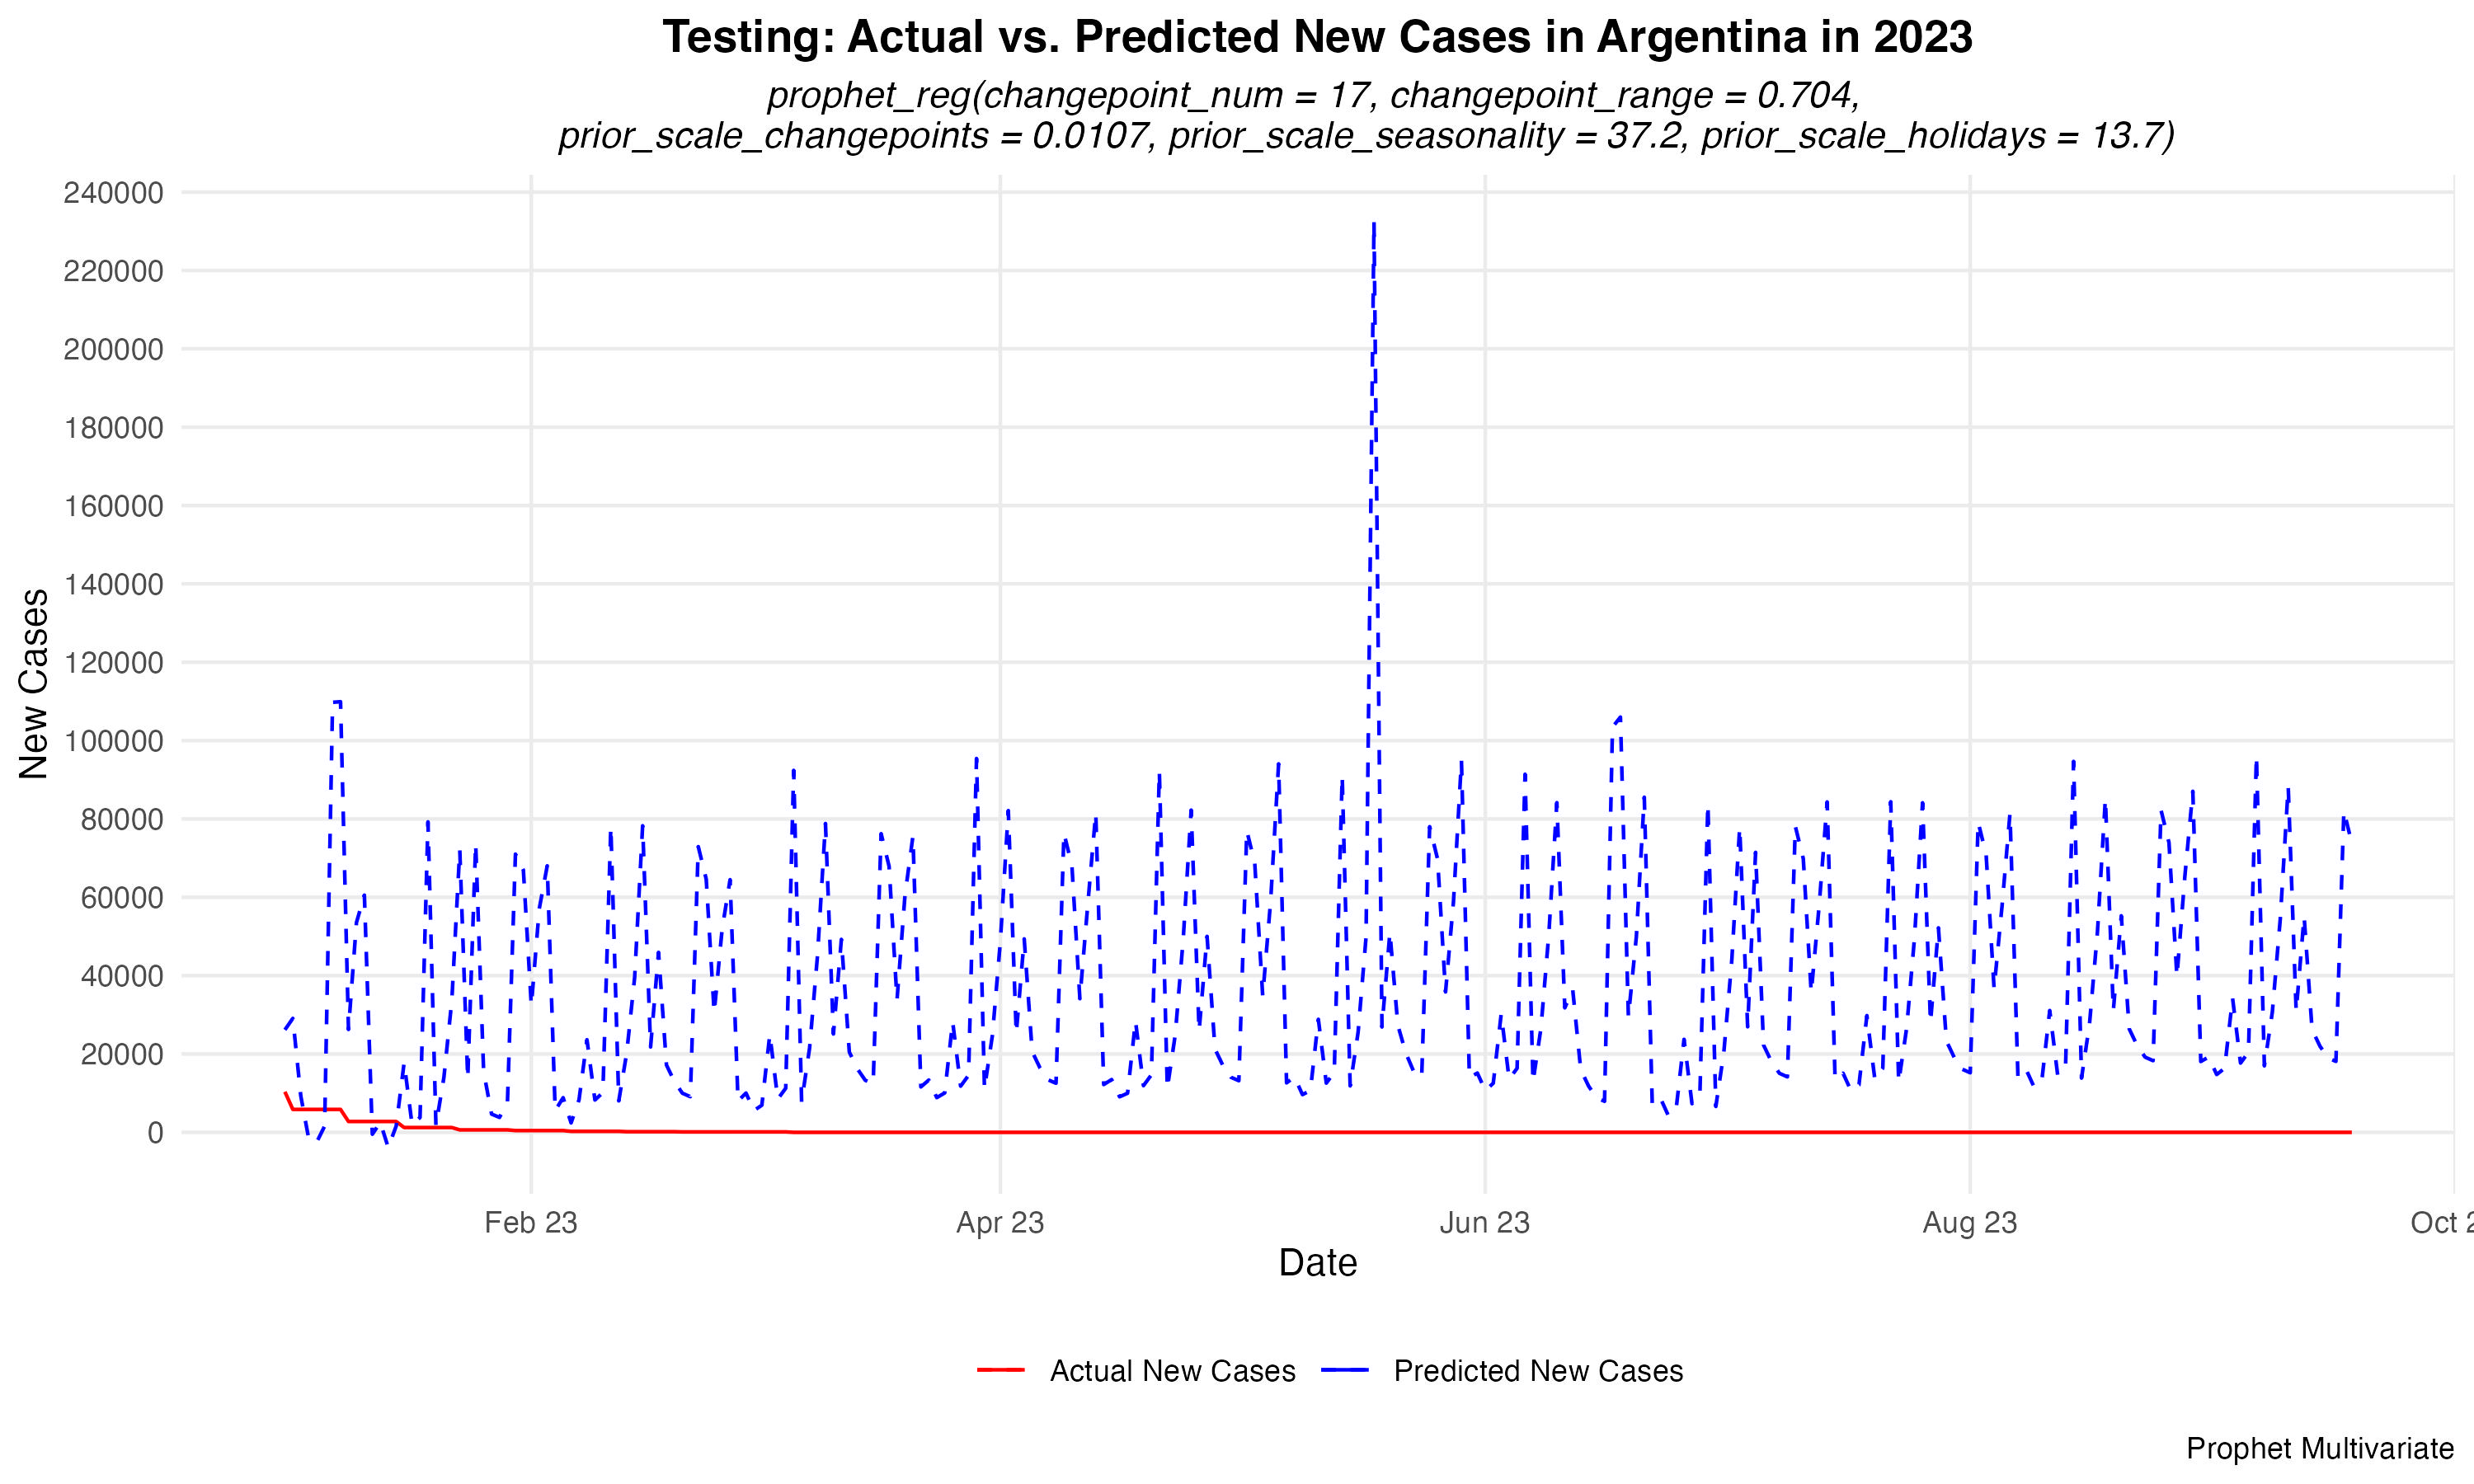 Testing: Actual vs. Predicted New Cases in Argentina in 2023
prophet_reg(changepoint_num = 17, changepoint_range = 0.704,
prior_scale_changepoints = 0.0107, prior_scale_seasonality = 37.2, prior_scale_holidays = 13.7)
240000
220000
200000
180000
160000
140000
120000
100000
80000
60000
40000
20000
0
New Cases
Feb 23
Apr 23
Jun 23
Aug 23
Oct 2
Date
Actual New Cases
Predicted New Cases
Prophet Multivariate